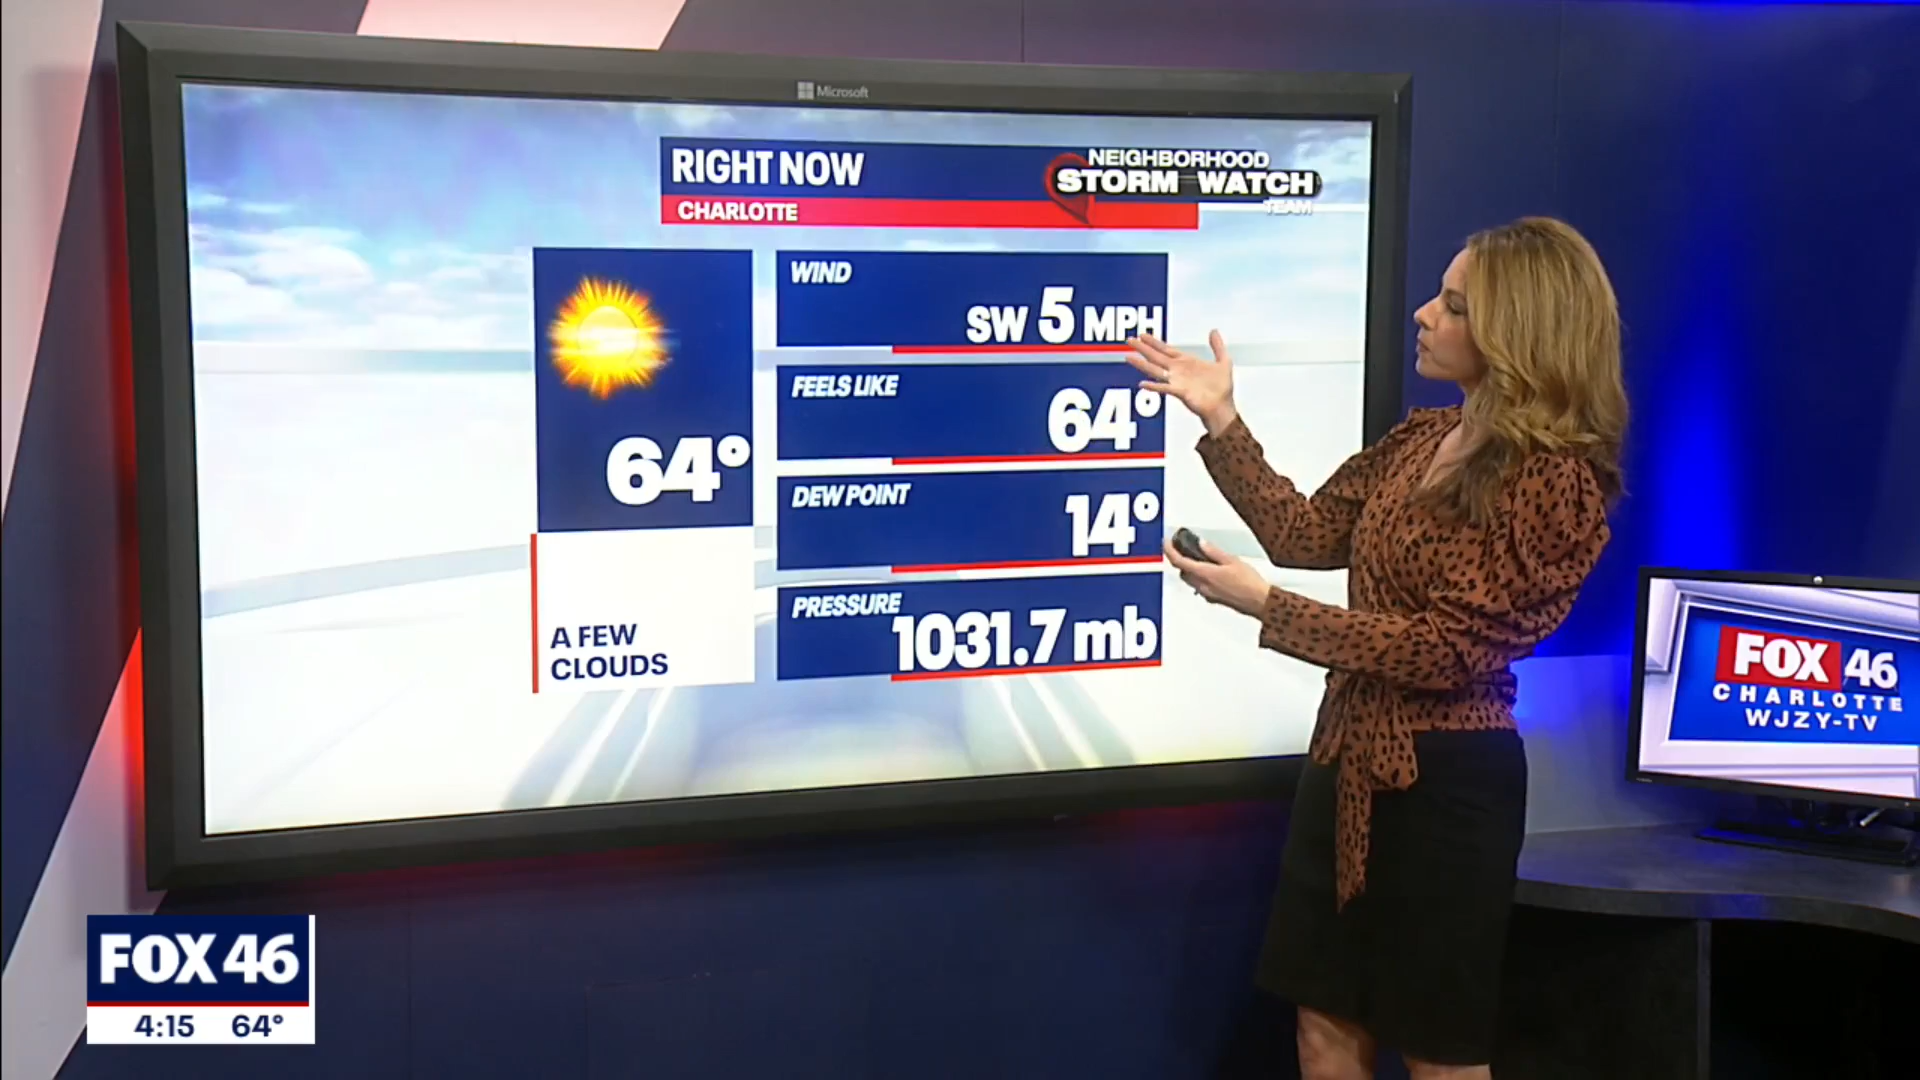 Microsoft
RIGHT NOW
CHARLOTTE
NEIGHBORHOOD
STORM WATCH
TEAM
64°
A FEW
CLOUDS
WIND
SW 5 MPH
FEELS LIKE
64°
DEW POINT
14°
PRESSURE
1031.7 mb
FOX 46
CHARLOTTE
WJZY-TV
FOX 46
4:15 64°